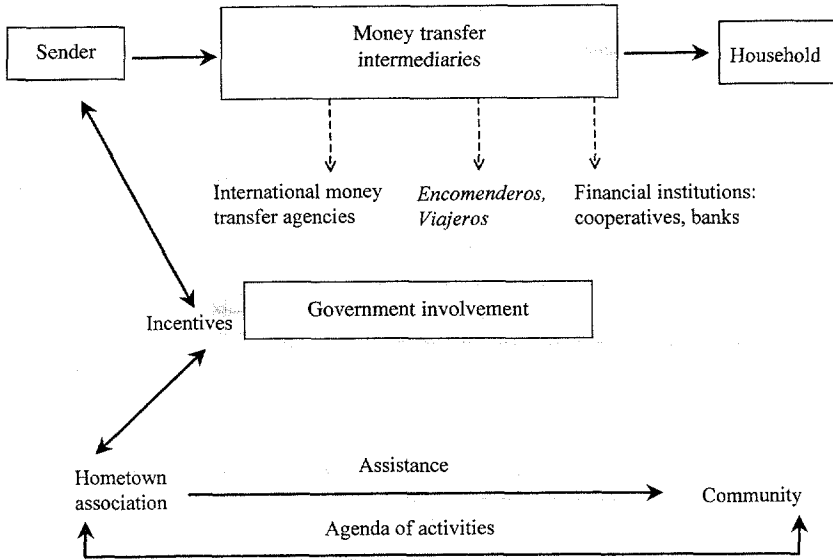 Sender
Money transfer
intermediaries
Household
International money
transfer agencies
Encomenderos,
Viajeros
Financial institutions:
cooperatives, banks
Incentives
Government involvement
Hometown
association
Assistance
Community
Agenda of activities